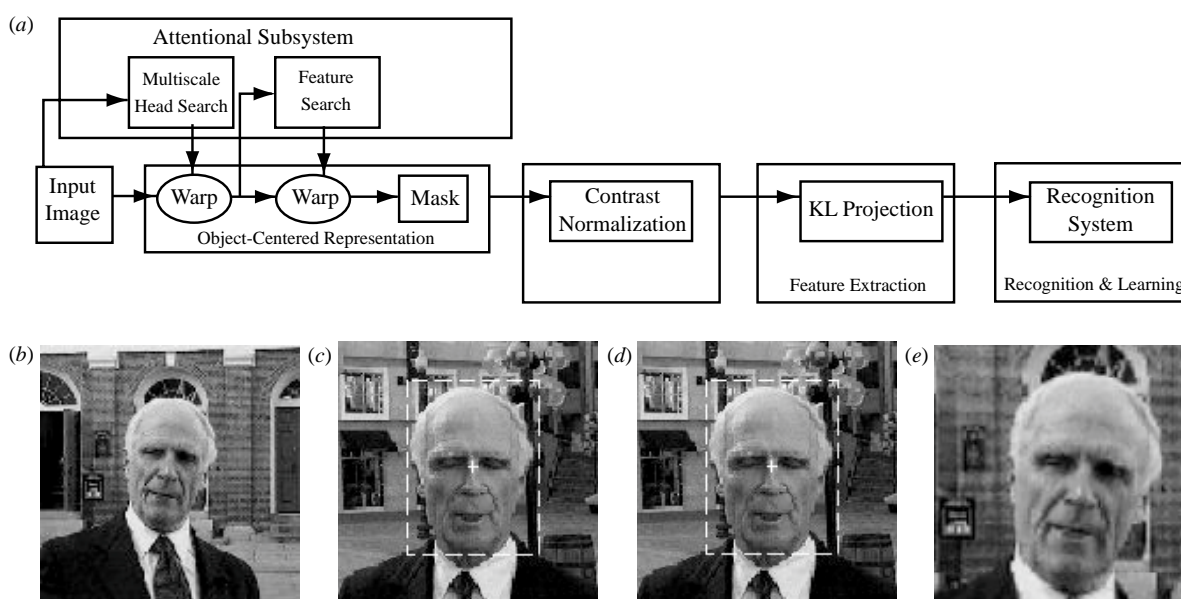 (a)
Attentional Subsystem
Multiscale
Head Search
Feature
Search
Input
Image
Warp
Warp
Mask
Object-Centered Representation
Contrast
Normalization
KL Projection
Feature Extraction
Recognition
System
Recognition & Learning
(b)
(c)
(d)
(e)